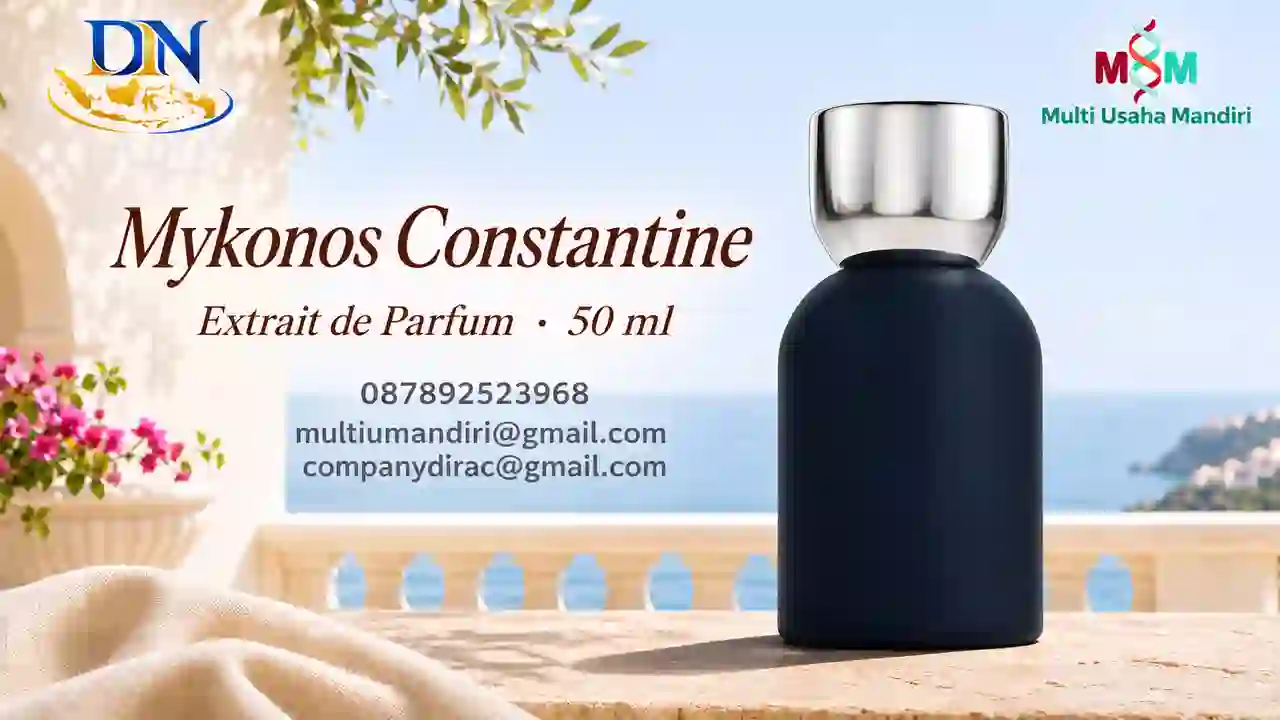 DN
MSM
Multi Usaha Mandiri
Mykonos Constantine
Extrait de Parfum · 50 ml
087892523968
multiumandiri@gmail.com
companydirac@gmail.com